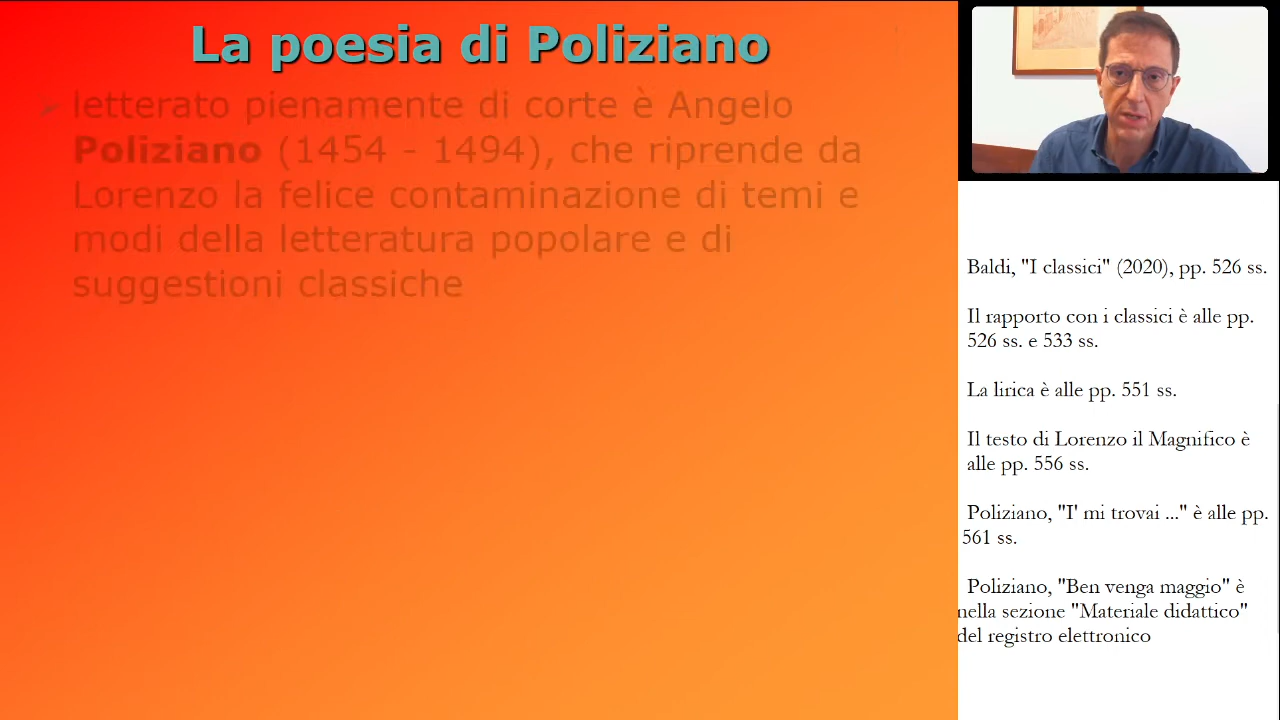 La poesia di Poliziano
letterato pienamente di corte è Angelo
Poliziano (1454 - 1494), che riprende da
Lorenzo la felice contaminazione di temi e
modi della letteratura popolare e di
suggestioni classiche
Baldi, "I classici" (2020), pp. 526 ss.
Il rapporto con i classici è alle pp.
526 ss. e 533 ss.
La lirica è alle pp. 551 ss.
Il testo di Lorenzo il Magnifico è
alle pp. 556 ss.
Poliziano, "I' mi trovai ..." è alle pp.
561 ss.
Poliziano, "Ben venga maggio" è
nella sezione "Materiale didattico"
del registro elettronico